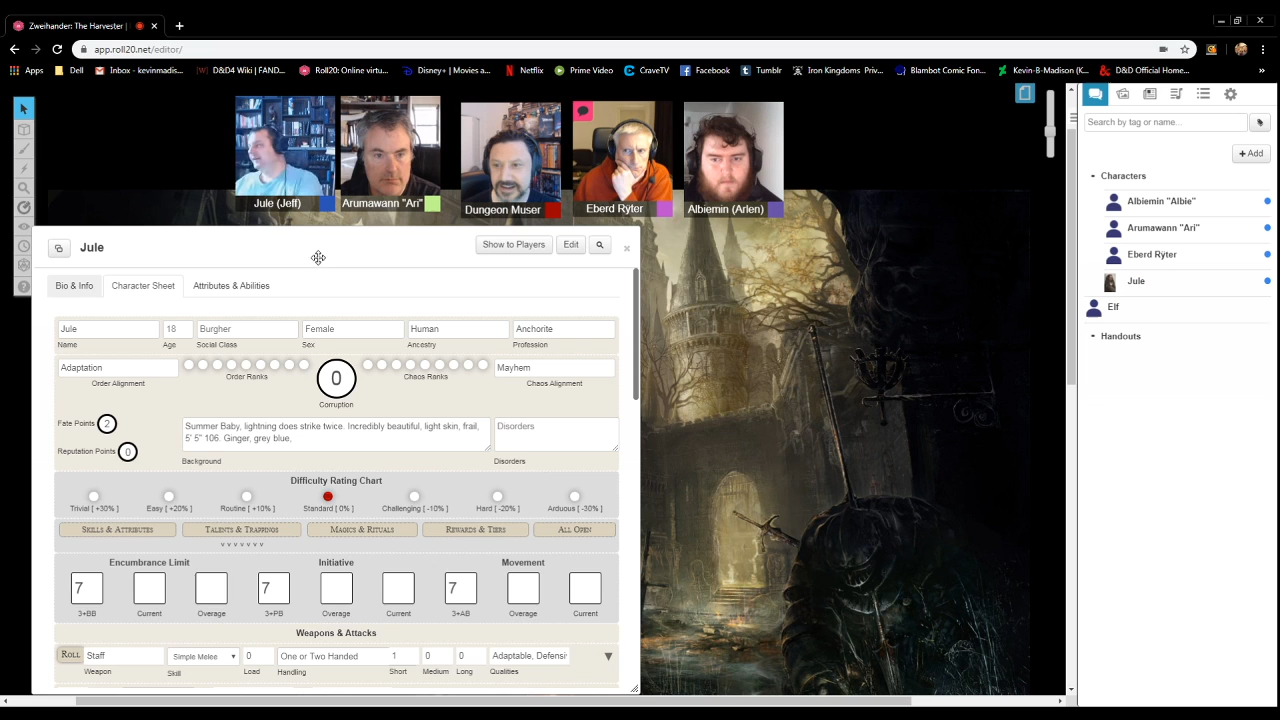 Zweihander: The Harvester |
app.roll20.net/editor/
Apps Dell Inbox - kevinmadis... D&D4 Wiki | FAND... Roll20: Online virtu... Disney+ | Movies a... Netflix Prime Video CraveTV Facebook Tumblr Iron Kingdoms Priv... Blambot Comic Fon... Kevin-B-Madison (K... D&D Official Home...
Search by tag or name...
+ Add
Characters
Albiemin "Albie"
Arumawann "Ari"
Eberd Rÿter
Jule
Elf
Handouts
Jule (Jeff) Arumawann "Ari" Dungeon Muser Eberd Rÿter Albiemin (Arlen)
Jule Show to Players Edit
Bio & Info Character Sheet Attributes & Abilities
Jule 18 Burgher Female Human Anchorite
Name Age Social Class Sex Ancestry Profession
Adaptation 0 Mayhem
Order Alignment Order Ranks Chaos Ranks Chaos Alignment
Corruption
Fate Points 2
Reputation Points 0
Summer Baby, lightning does strike twice. Incredibly beautiful, light skin, frail,
5' 5" 106. Ginger, grey blue,
Disorders
Background Disorders
Difficulty Rating Chart
Trivial [ +30% ] Easy [ +20% ] Routine [ +10% ] Standard [ 0% ] Challenging [ -10% ] Hard [ -20% ] Arduous [ -30% ]
Skills & Attributes Talents & Trappings Magics & Rituals Rewards & Tiers All Open
v v v v v v v
Encumbrance Limit Initiative Movement
7 7 7
3+BB Current Overage 3+PB Overage Current 3+AB Overage Current
Weapons & Attacks
Roll Staff Simple Melee 0 One or Two Handed 1 0 0 Adaptable, Defensi
Weapon Skill Load Handling Short Medium Long Qualities